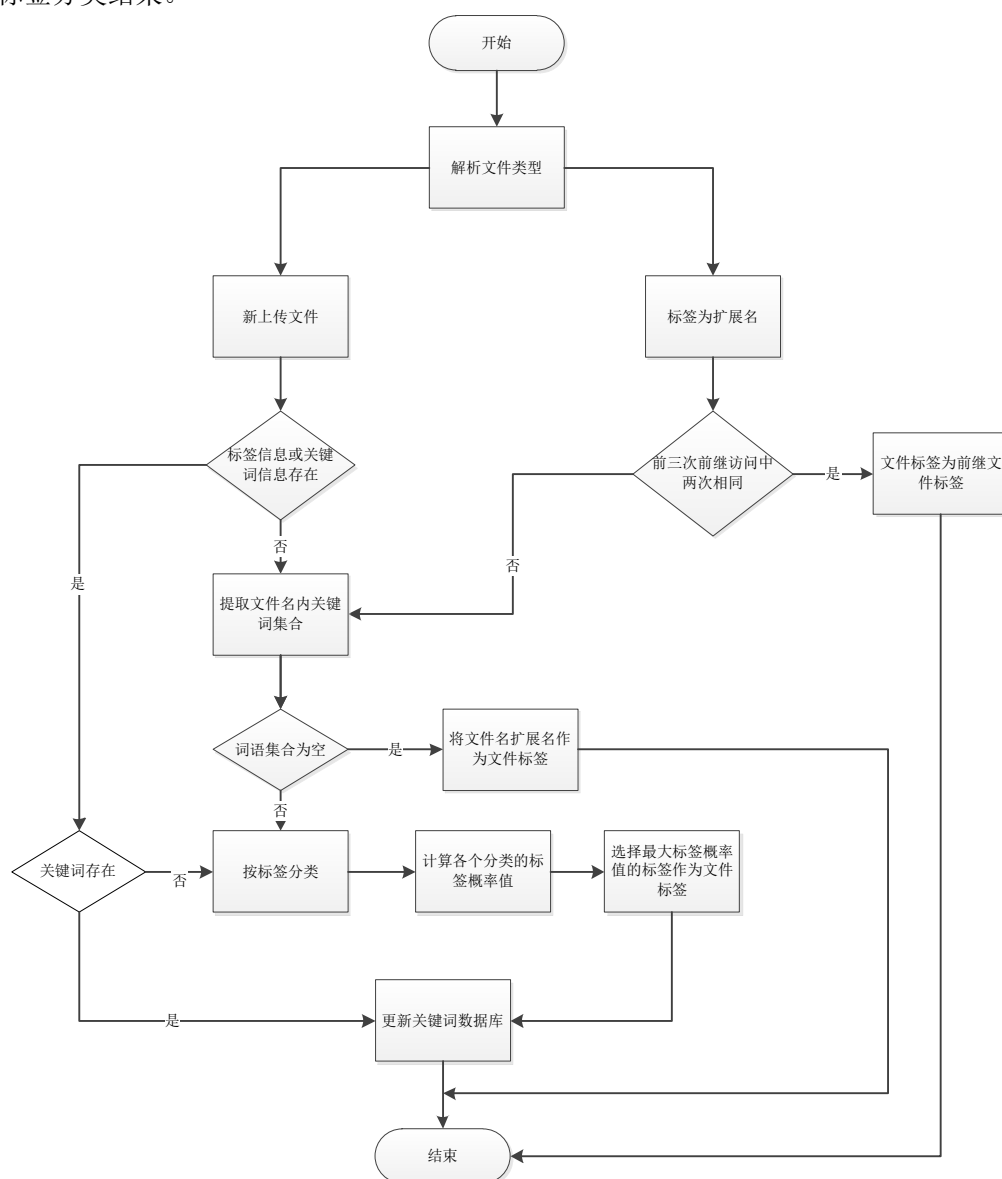 标签分类结果。
开始
解析文件类型
新上传文件
标签为扩展名
标签信息或关键
词信息存在
前三次前继访问中
两次相同
是
文件标签为前继文
件标签
否
否
是
提取文件名内关键
词集合
词语集合为空
是
将文件名扩展名作
为文件标签
否
关键词存在
否
按标签分类
计算各个分类的标
签概率值
选择最大标签概率
值的标签作为文件
标签
是
更新关键词数据库
结束